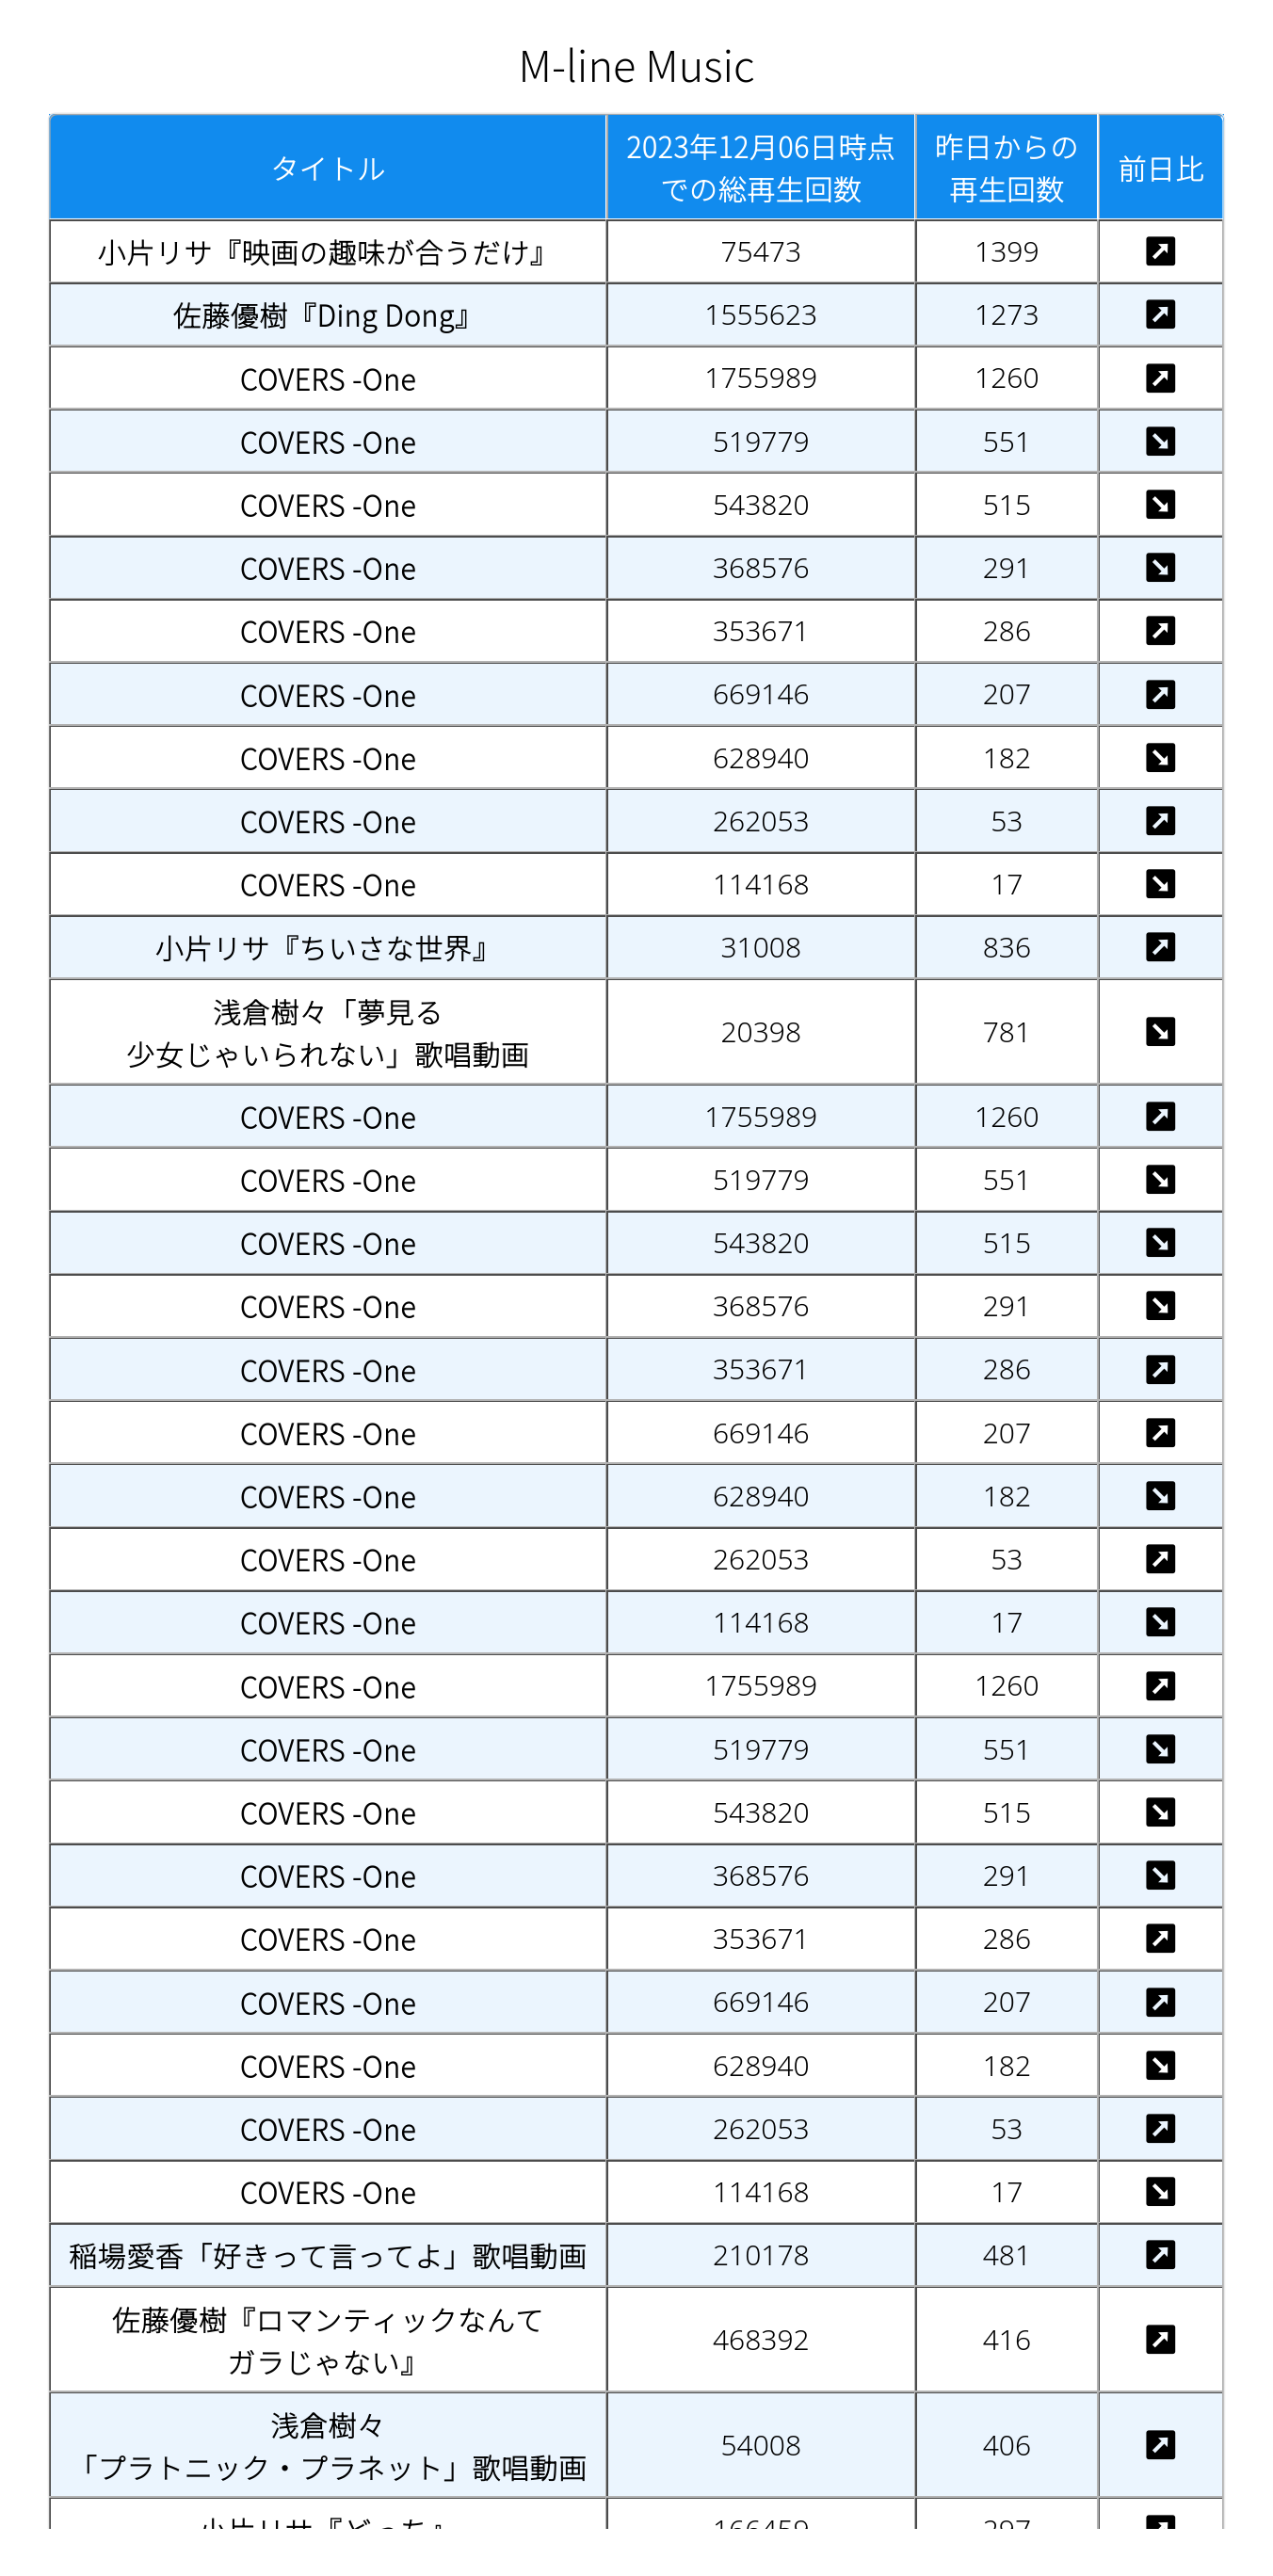 M-line Music
タイトル 2023年12月06日時点 昨日からの 前日比
での総再生回数 再生回数
小片リサ『映画の趣味が合うだけ』 75473 1399
佐藤優樹『Ding Dong』 1555623 1273
COVERS -One 1755989 1260
COVERS -One 519779 551
COVERS -One 543820 515
COVERS -One 368576 291
COVERS -One 353671 286
COVERS -One 669146 207
COVERS -One 628940 182
COVERS -One 262053 53
COVERS -One 114168 17
小片リサ『ちいさな世界』 31008 836
浅倉樹々「夢見る
少女じゃいられない」歌唱動画 20398 781
COVERS -One 1755989 1260
COVERS -One 519779 551
COVERS -One 543820 515
COVERS -One 368576 291
COVERS -One 353671 286
COVERS -One 669146 207
COVERS -One 628940 182
COVERS -One 262053 53
COVERS -One 114168 17
COVERS -One 1755989 1260
COVERS -One 519779 551
COVERS -One 543820 515
COVERS -One 368576 291
COVERS -One 353671 286
COVERS -One 669146 207
COVERS -One 628940 182
COVERS -One 262053 53
COVERS -One 114168 17
稲場愛香「好きって言ってよ」歌唱動画 210178 481
佐藤優樹『ロマンティックなんて
ガラじゃない』 468392 416
浅倉樹々
「プラトニック・プラネット」歌唱動画 54008 406
小片リサ『どっち』